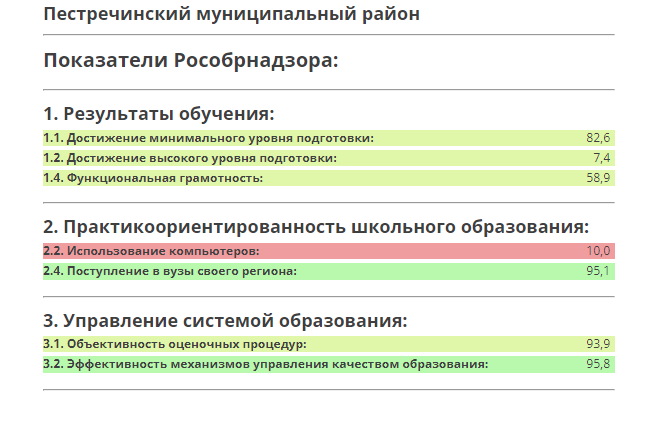 Пестречинский муниципальный район
Показатели Рособрнадзора:
1. Результаты обучения:
1.1. Достижение минимального уровня подготовки: 82,6
1.2. Достижение высокого уровня подготовки: 7,4
1.4. Функциональная грамотность: 58,9
2. Практикоориентированность школьного образования:
2.2. Использование компьютеров: 10,0
2.4. Поступление в вузы своего региона: 95,1
3. Управление системой образования:
3.1. Объективность оценочных процедур: 93,9
3.2. Эффективность механизмов управления качеством образования: 95,8